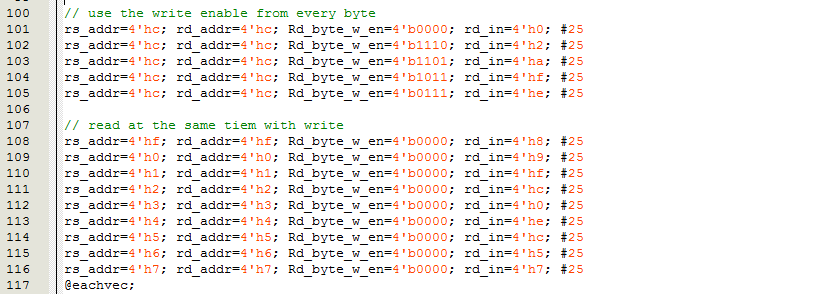 100 // use the write enable from every byte
101 rs_addr=4'hc; rd_addr=4'hc; Rd_byte_w_en=4'b0000; rd_in=4'h0; #25
102 rs_addr=4'hc; rd_addr=4'hc; Rd_byte_w_en=4'b1110; rd_in=4'h2; #25
103 rs_addr=4'hc; rd_addr=4'hc; Rd_byte_w_en=4'b1101; rd_in=4'ha; #25
104 rs_addr=4'hc; rd_addr=4'hc; Rd_byte_w_en=4'b1011; rd_in=4'hf; #25
105 rs_addr=4'hc; rd_addr=4'hc; Rd_byte_w_en=4'b0111; rd_in=4'he; #25
106
107 // read at the same tiem with write
108 rs_addr=4'hf; rd_addr=4'hf; Rd_byte_w_en=4'b0000; rd_in=4'h8; #25
109 rs_addr=4'h0; rd_addr=4'h0; Rd_byte_w_en=4'b0000; rd_in=4'h9; #25
110 rs_addr=4'h1; rd_addr=4'h1; Rd_byte_w_en=4'b0000; rd_in=4'hf; #25
111 rs_addr=4'h2; rd_addr=4'h2; Rd_byte_w_en=4'b0000; rd_in=4'hc; #25
112 rs_addr=4'h3; rd_addr=4'h3; Rd_byte_w_en=4'b0000; rd_in=4'h0; #25
113 rs_addr=4'h4; rd_addr=4'h4; Rd_byte_w_en=4'b0000; rd_in=4'he; #25
114 rs_addr=4'h5; rd_addr=4'h5; Rd_byte_w_en=4'b0000; rd_in=4'hc; #25
115 rs_addr=4'h6; rd_addr=4'h6; Rd_byte_w_en=4'b0000; rd_in=4'h5; #25
116 rs_addr=4'h7; rd_addr=4'h7; Rd_byte_w_en=4'b0000; rd_in=4'h7; #25
117 @eachvec;